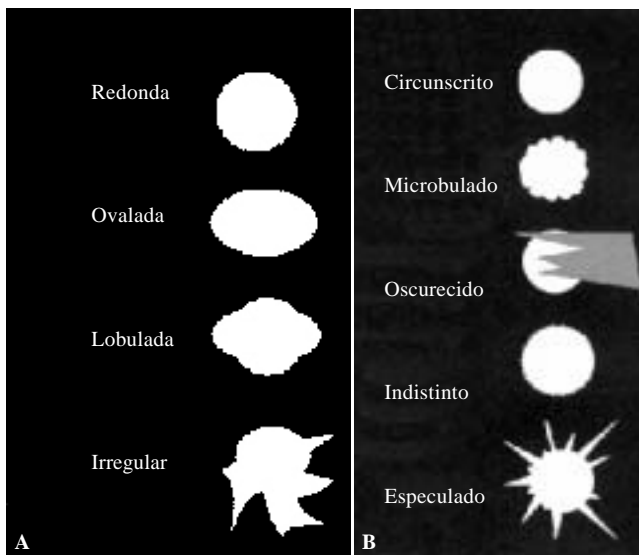 Redonda
Ovalada
Lobulada
Irregular
A
Circunscrito
Microbulado
Oscurecido
Indistinto
Especulado
B